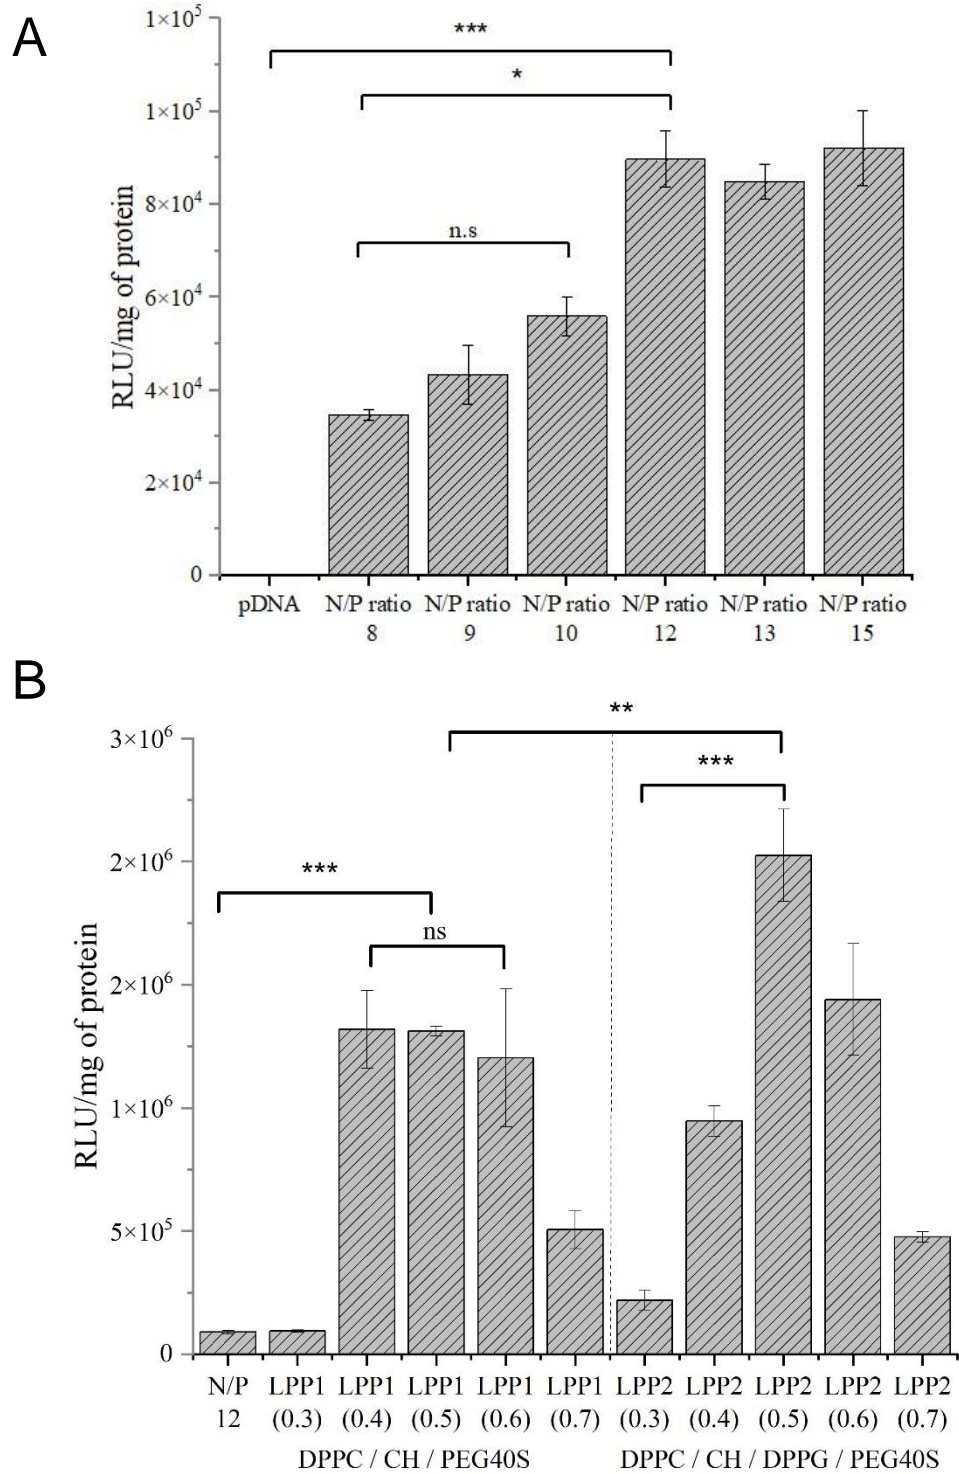 A
1×10⁵
***
*
1×10⁵
8×10⁴
n.s
6×10⁴
4×10⁴
2×10⁴
0
RLU/mg of protein
pDNA N/P ratio N/P ratio N/P ratio N/P ratio N/P ratio N/P ratio
8 9 10 12 13 15
B
**
3×10⁶
***
2×10⁶
***
ns
2×10⁶
1×10⁶
5×10⁵
0
RLU/mg of protein
N/P LPP1 LPP1 LPP1 LPP1 LPP1 LPP2 LPP2 LPP2 LPP2 LPP2
12 (0.3) (0.4) (0.5) (0.6) (0.7) (0.3) (0.4) (0.5) (0.6) (0.7)
DPPC / CH / PEG40S DPPC / CH / DPPG / PEG40S